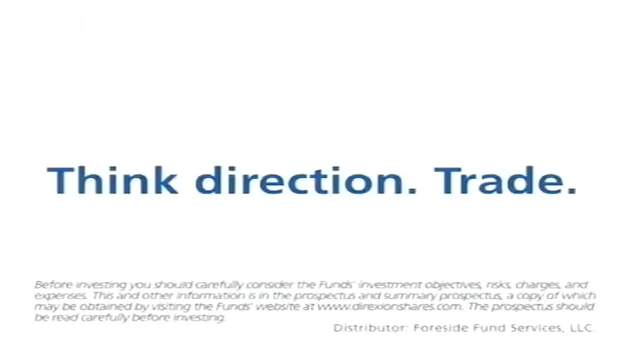 Think direction. Trade.
Before investing you should carefully consider the Funds' investment objectives, risks, charges, and
expenses. This and other information is in the prospectus and summary prospectus, a copy of which
may be obtained by visiting the Funds' website at www.direxionshares.com. The prospectus should
be read carefully before investing.
Distributor: Foreside Fund Services, LLC.